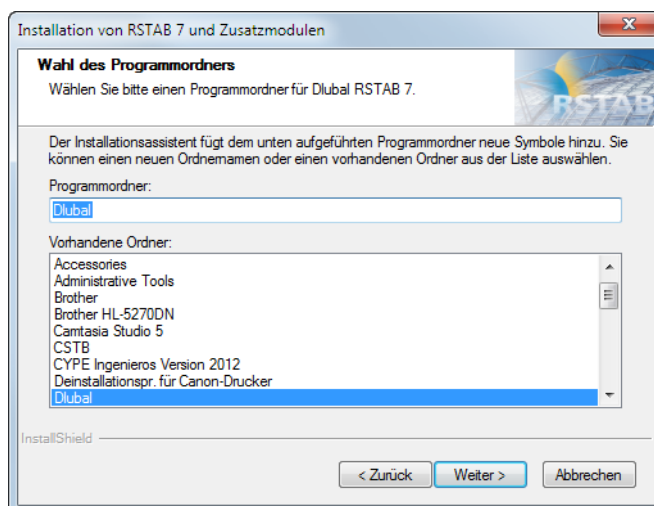 Installation von RSTAB 7 und Zusatzmodulen
Wahl des Programmordners
Wählen Sie bitte einen Programmordner für Dlubal RSTAB 7.
RSTAB
Der Installationsassistent fügt dem unten aufgeführten Programmordner neue Symbole hinzu. Sie
können einen neuen Ordnernamen oder einen vorhandenen Ordner aus der Liste auswählen.
Programmordner:
Dlubal
Vorhandene Ordner:
Accessories
Administrative Tools
Brother
Brother HL-5270DN
Camtasia Studio 5
CSTB
CYPE Ingenieros Version 2012
Deinstallationspr. für Canon-Drucker
Dlubal
InstallShield
< Zurück
Weiter >
Abbrechen